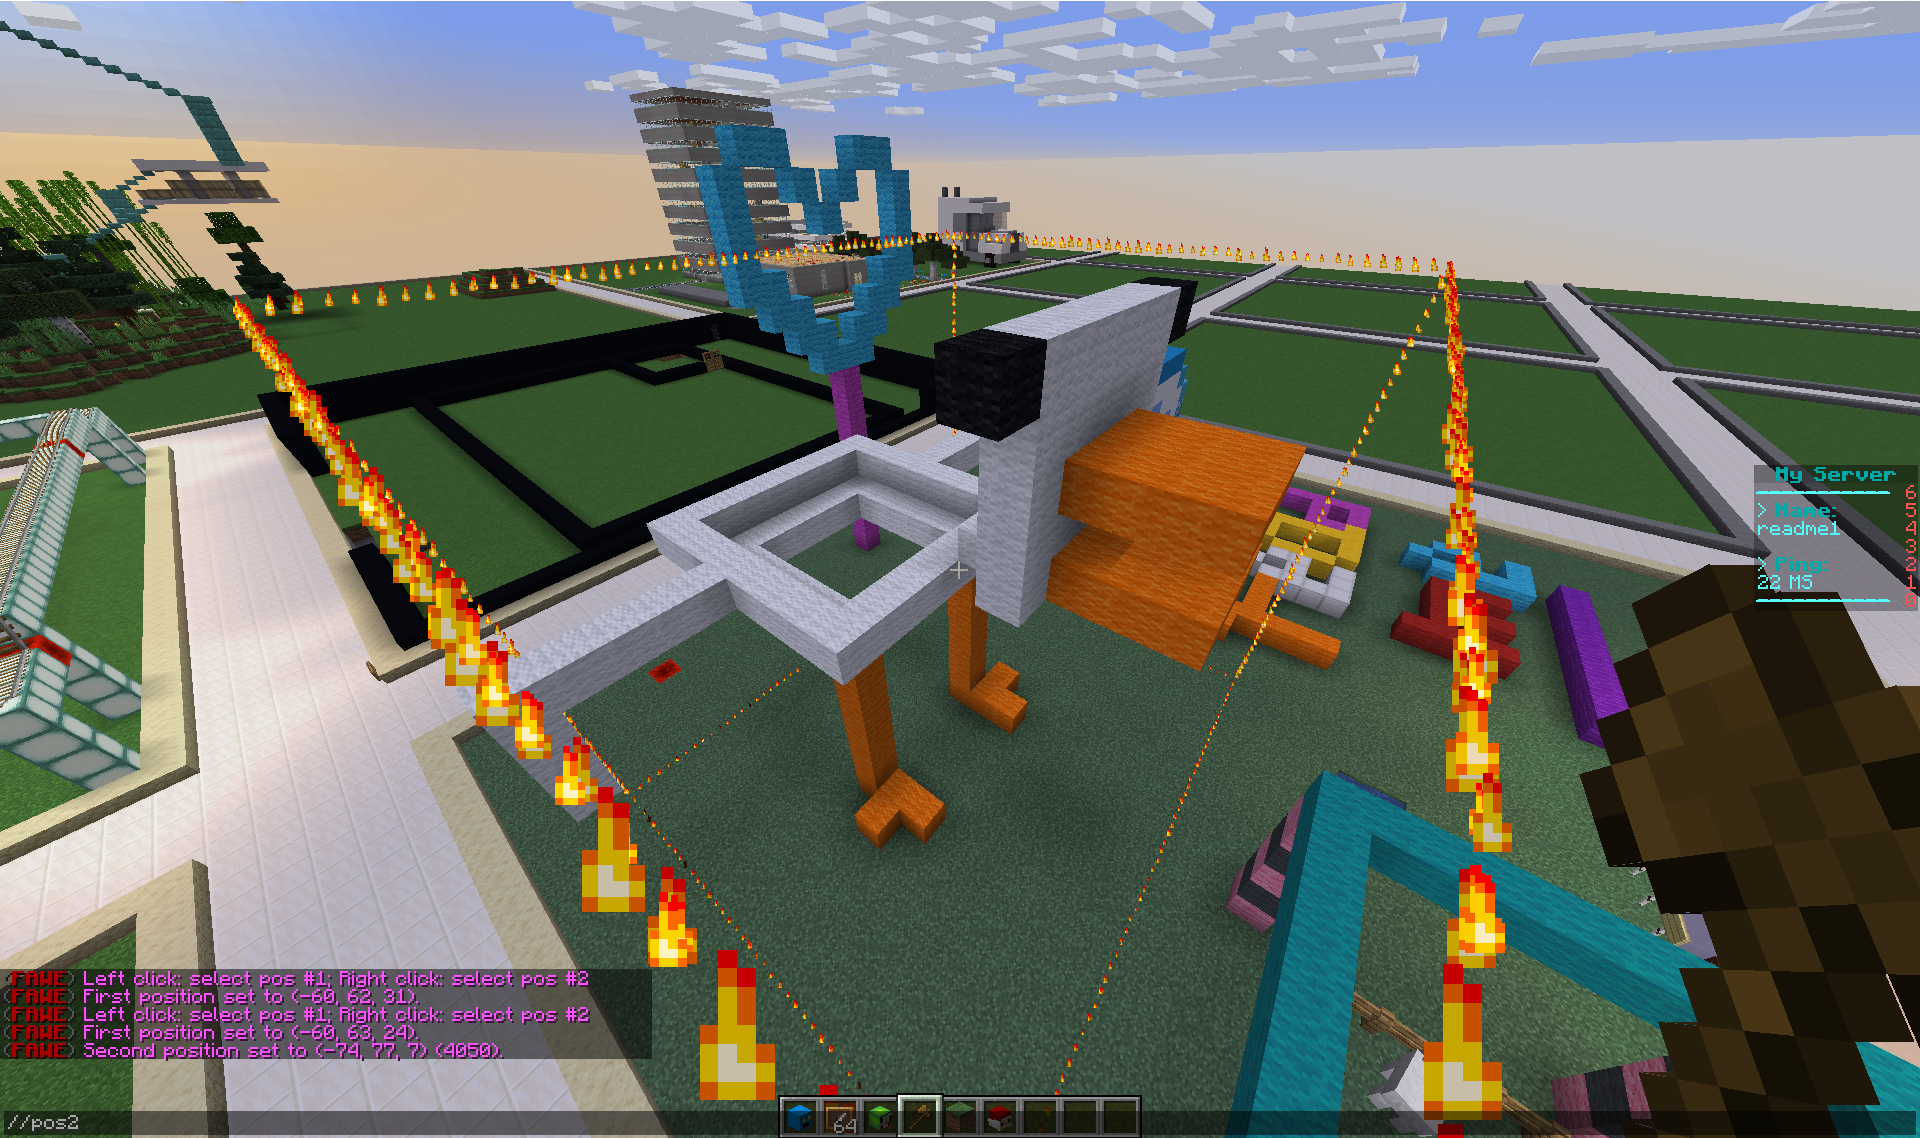 My Server
6
> Name: 5
readme1 4
3
> Ping: 2
22 MS 1
0
(FAWE) Left click: select pos #1; Right click: select pos #2
(FAWE) First position set to (-60, 62, 31).
(FAWE) Left click: select pos #1; Right click: select pos #2
(FAWE) First position set to (-60, 63, 24).
(FAWE) Second position set to (-74, 77, 7) (4050).
64
//pos2